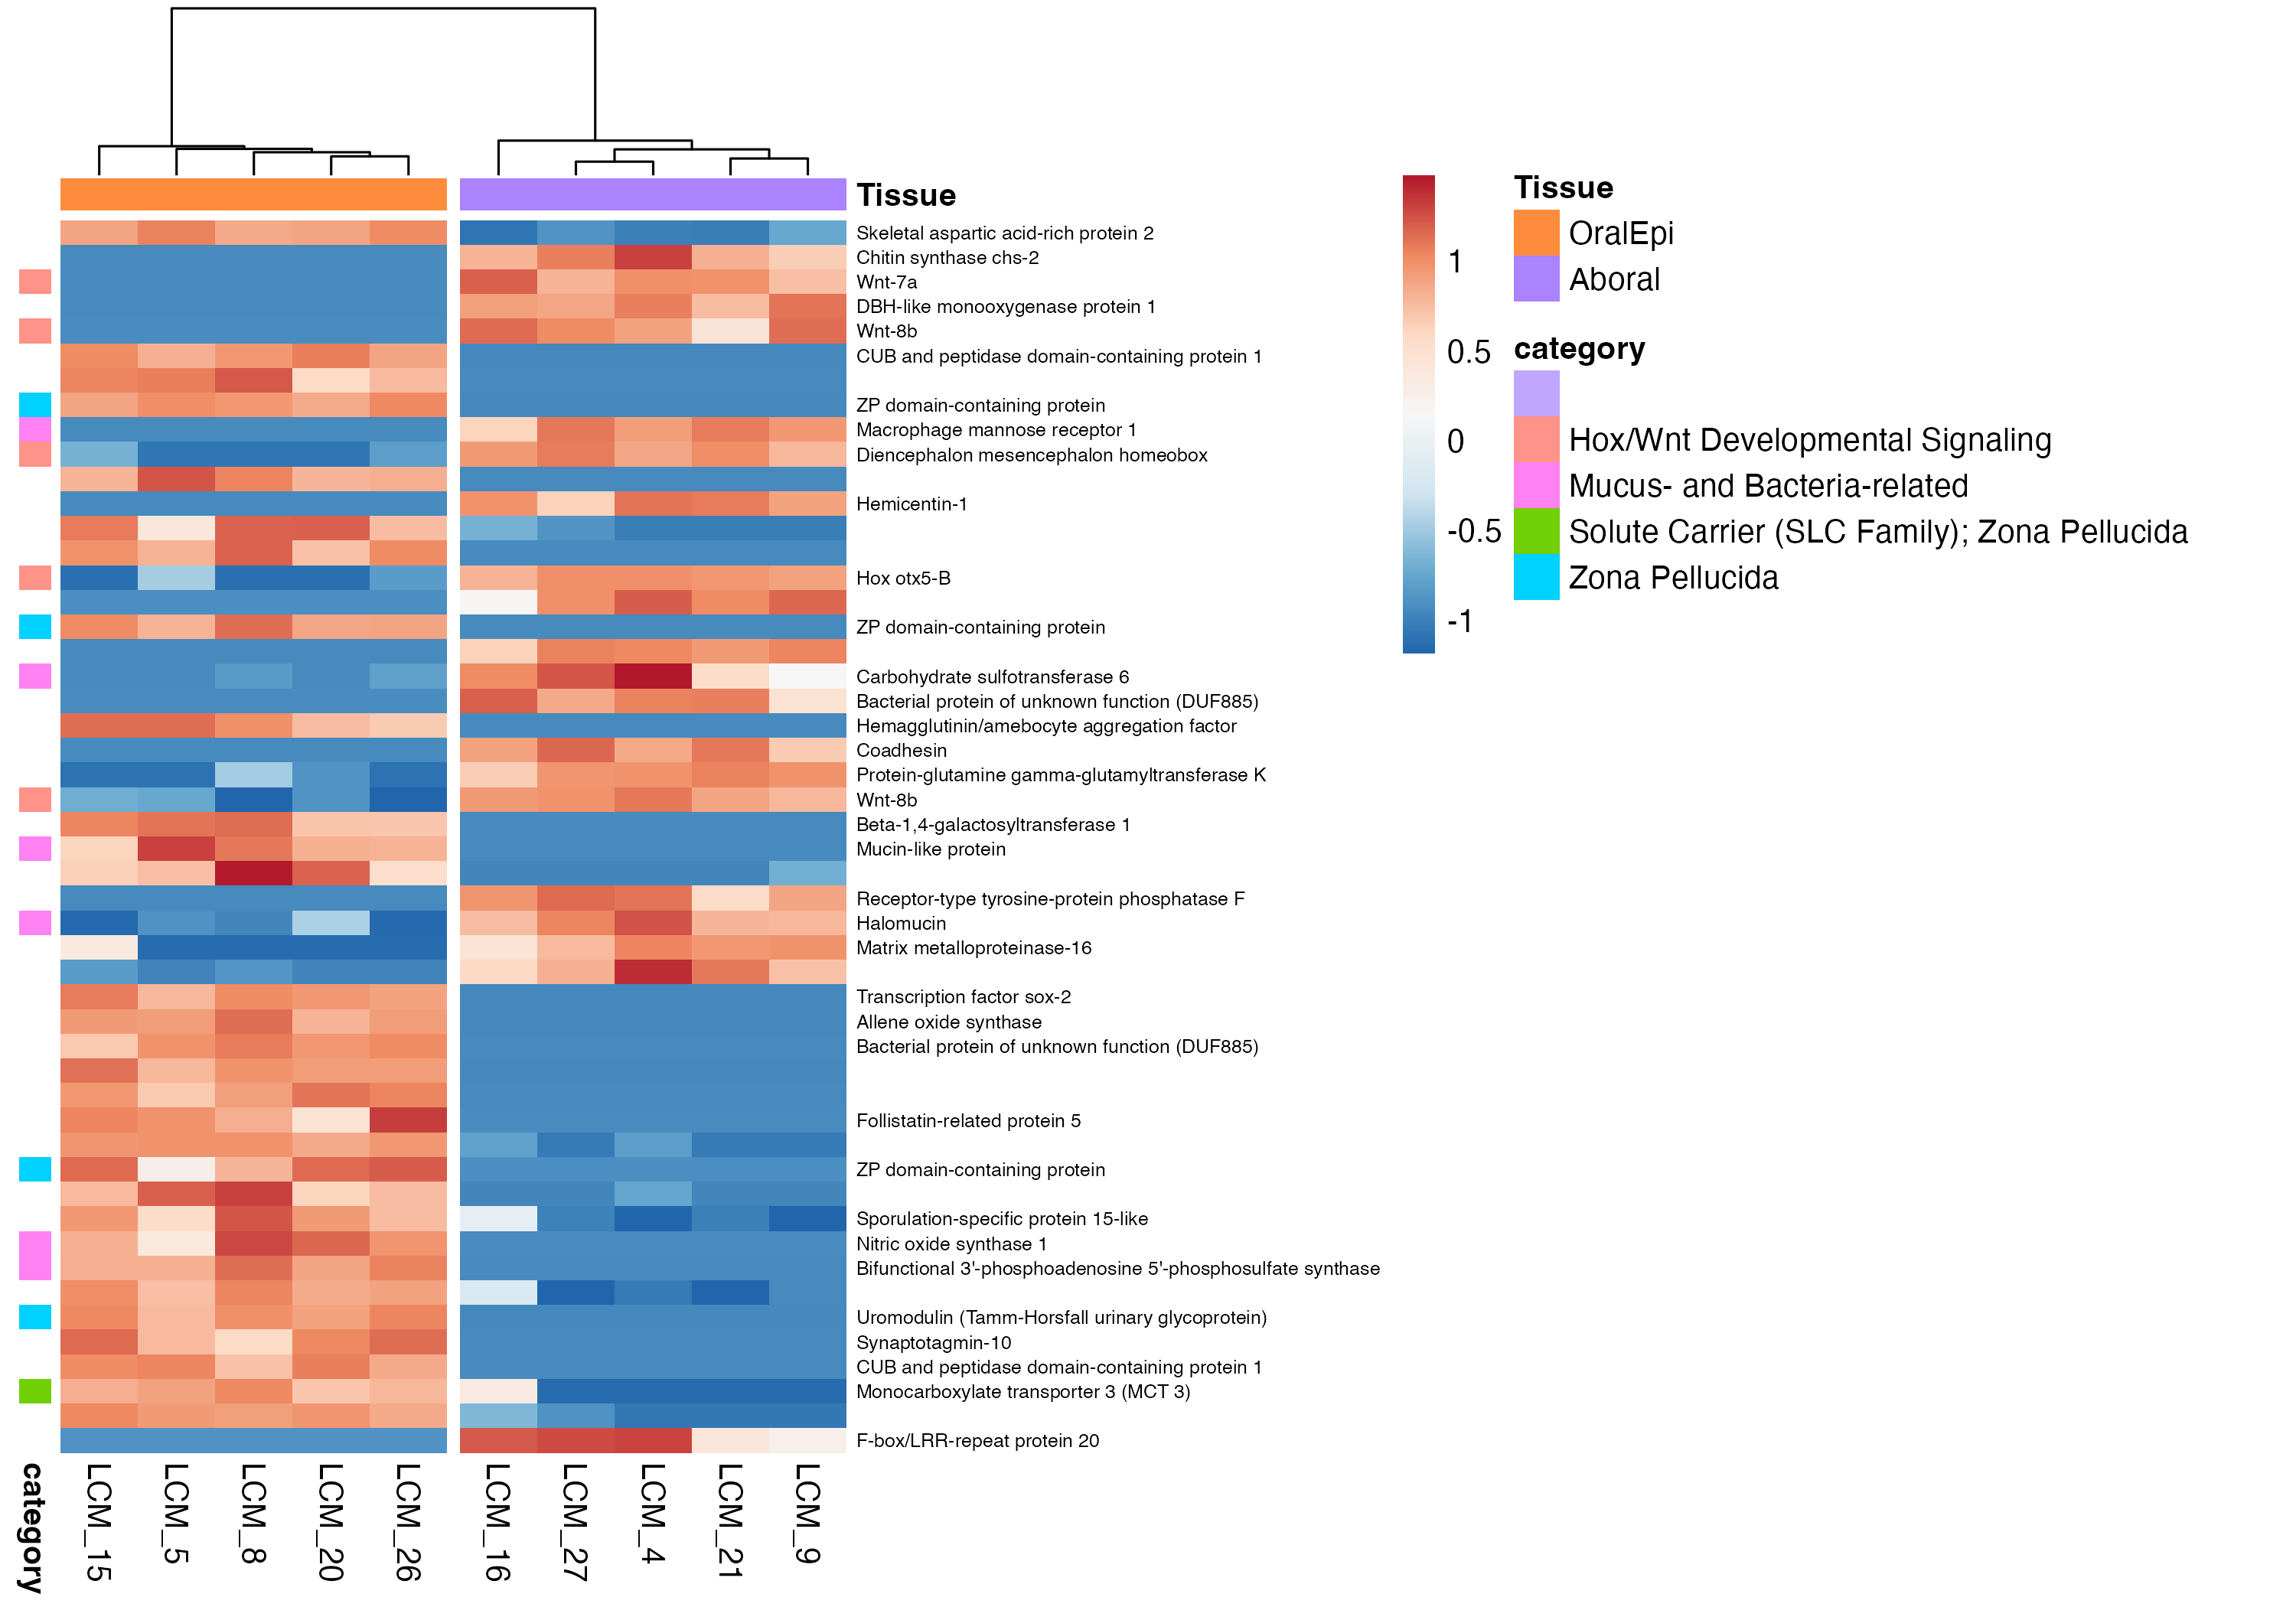 Tissue
Skeletal aspartic acid-rich protein 2
Chitin synthase chs-2
Wnt-7a
DBH-like monooxygenase protein 1
Wnt-8b
CUB and peptidase domain-containing protein 1
ZP domain-containing protein
Macrophage mannose receptor 1
Diencephalon mesencephalon homeobox
Hemicentin-1
Hox otx5-B
ZP domain-containing protein
Carbohydrate sulfotransferase 6
Bacterial protein of unknown function (DUF885)
Hemagglutinin/amebocyte aggregation factor
Coadhesin
Protein-glutamine gamma-glutamyltransferase K
Wnt-8b
Beta-1,4-galactosyltransferase 1
Mucin-like protein
Receptor-type tyrosine-protein phosphatase F
Halomucin
Matrix metalloproteinase-16
Transcription factor sox-2
Allene oxide synthase
Bacterial protein of unknown function (DUF885)
Follistatin-related protein 5
ZP domain-containing protein
Sporulation-specific protein 15-like
Nitric oxide synthase 1
Bifunctional 3'-phosphoadenosine 5'-phosphosulfate synthase
Uromodulin (Tamm-Horsfall urinary glycoprotein)
Synaptotagmin-10
CUB and peptidase domain-containing protein 1
Monocarboxylate transporter 3 (MCT 3)
F-box/LRR-repeat protein 20
category
LCM_15
LCM_5
LCM_8
LCM_20
LCM_26
LCM_16
LCM_27
LCM_4
LCM_21
LCM_9
1
0.5
0
-0.5
-1
Tissue
OralEpi
Aboral
category
Hox/Wnt Developmental Signaling
Mucus- and Bacteria-related
Solute Carrier (SLC Family); Zona Pellucida
Zona Pellucida